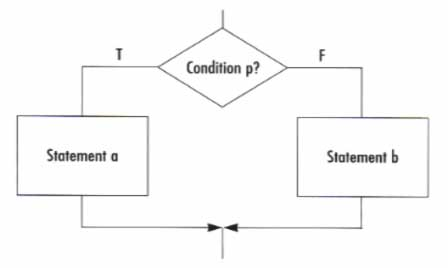 T
F
Condition p?
Statement a
Statement b